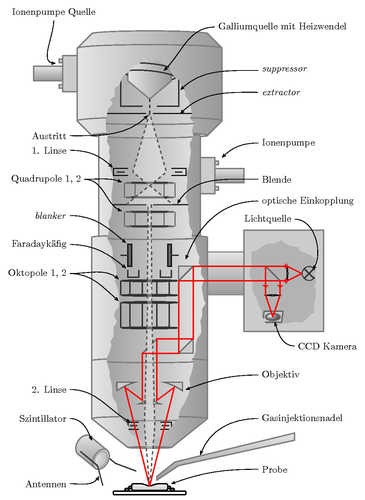 Ionenpumpe Quelle
Galliumquelle mit Heizwendel
suppressor
extractor
Austritt
1. Linse
Ionenpumpe
Quadrupole 1, 2
Blende
optische Einkopplung
blanker
Lichtquelle
Faradaykäfig
Oktopole 1, 2
CCD Kamera
Objektiv
2. Linse
Szintillator
Gasinjektionsnadel
Antennen
Probe